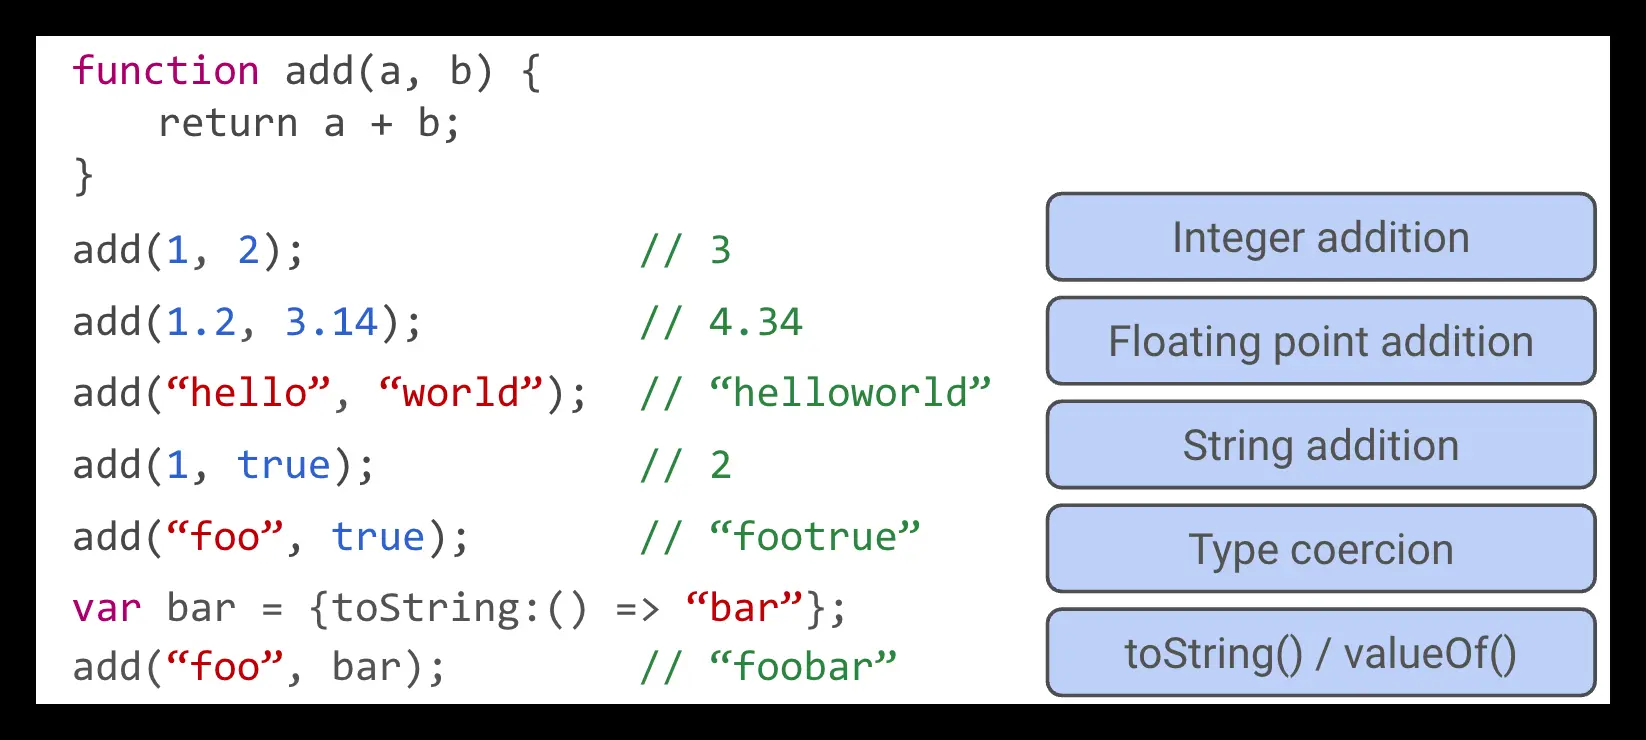 function add(a, b) {
    return a + b;
}
add(1, 2); // 3
add(1.2, 3.14); // 4.34
add(“hello”, “world”); // “helloworld”
add(1, true); // 2
add(“foo”, true); // “footrue”
var bar = {toString:() => “bar”};
add(“foo”, bar); // “foobar”
Integer addition
Floating point addition
String addition
Type coercion
toString() / valueOf()